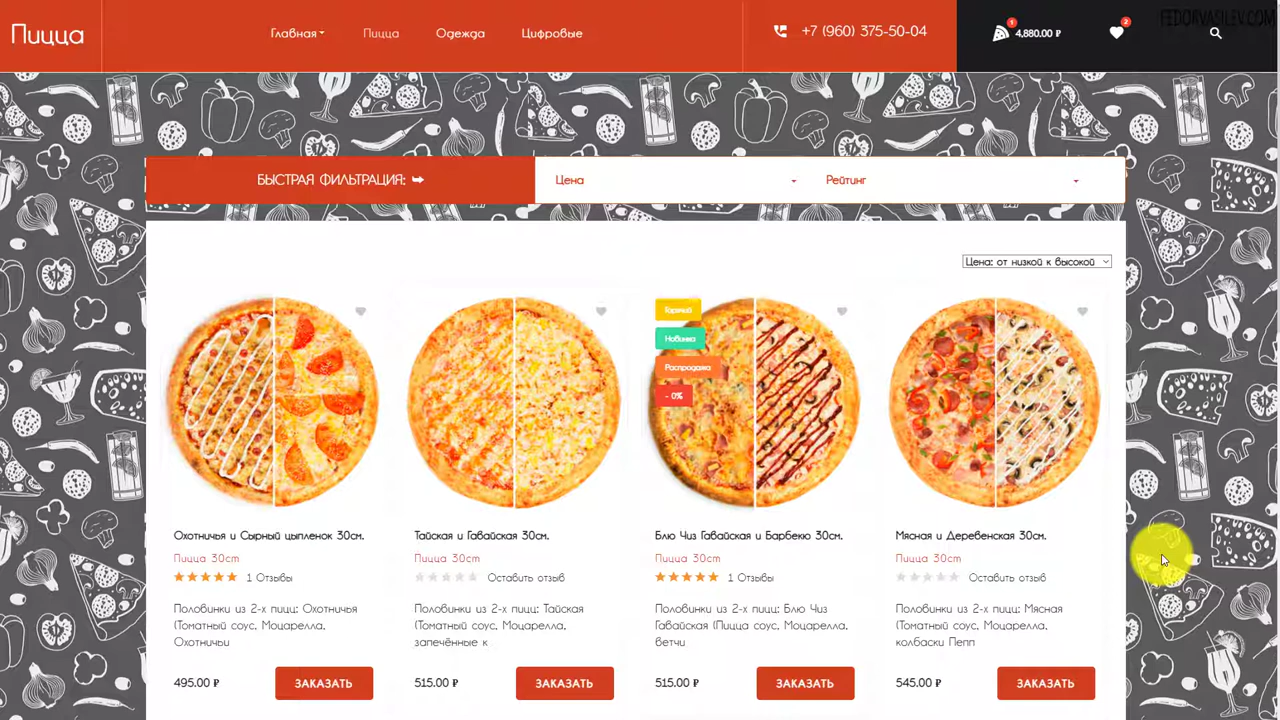 FEDORVASILEV.COM
Пицца
Главная
Пицца
Одежда
Цифровые
+7 (960) 375-50-04
1
4,880.00 ₽
2
БЫСТРАЯ ФИЛЬТРАЦИЯ:
Цена
Рейтинг
Цена: от низкой к высокой
Горячий
Новинка
Распродажа
- 0%
Охотничья и Сырный цыпленок 30см.
Пицца 30cm
1 Отзывы
Половинки из 2-х пицц: Охотничья
(Томатный соус, Моцарелла,
Охотничьи
495.00 ₽
ЗАКАЗАТЬ
Тайская и Гавайская 30см.
Пицца 30cm
Оставить отзыв
Половинки из 2-х пицц: Тайская
(Томатный соус, Моцарелла,
запечённые к
515.00 ₽
ЗАКАЗАТЬ
Блю Чиз Гавайская и Барбекю 30см.
Пицца 30cm
1 Отзывы
Половинки из 2-х пицц: Блю Чиз
Гавайская (Пицца соус, Моцарелла,
ветчи
515.00 ₽
ЗАКАЗАТЬ
Мясная и Деревенская 30см.
Пицца 30cm
Оставить отзыв
Половинки из 2-х пицц: Мясная
(Томатный соус, Моцарелла,
колбаски Пепп
545.00 ₽
ЗАКАЗАТЬ